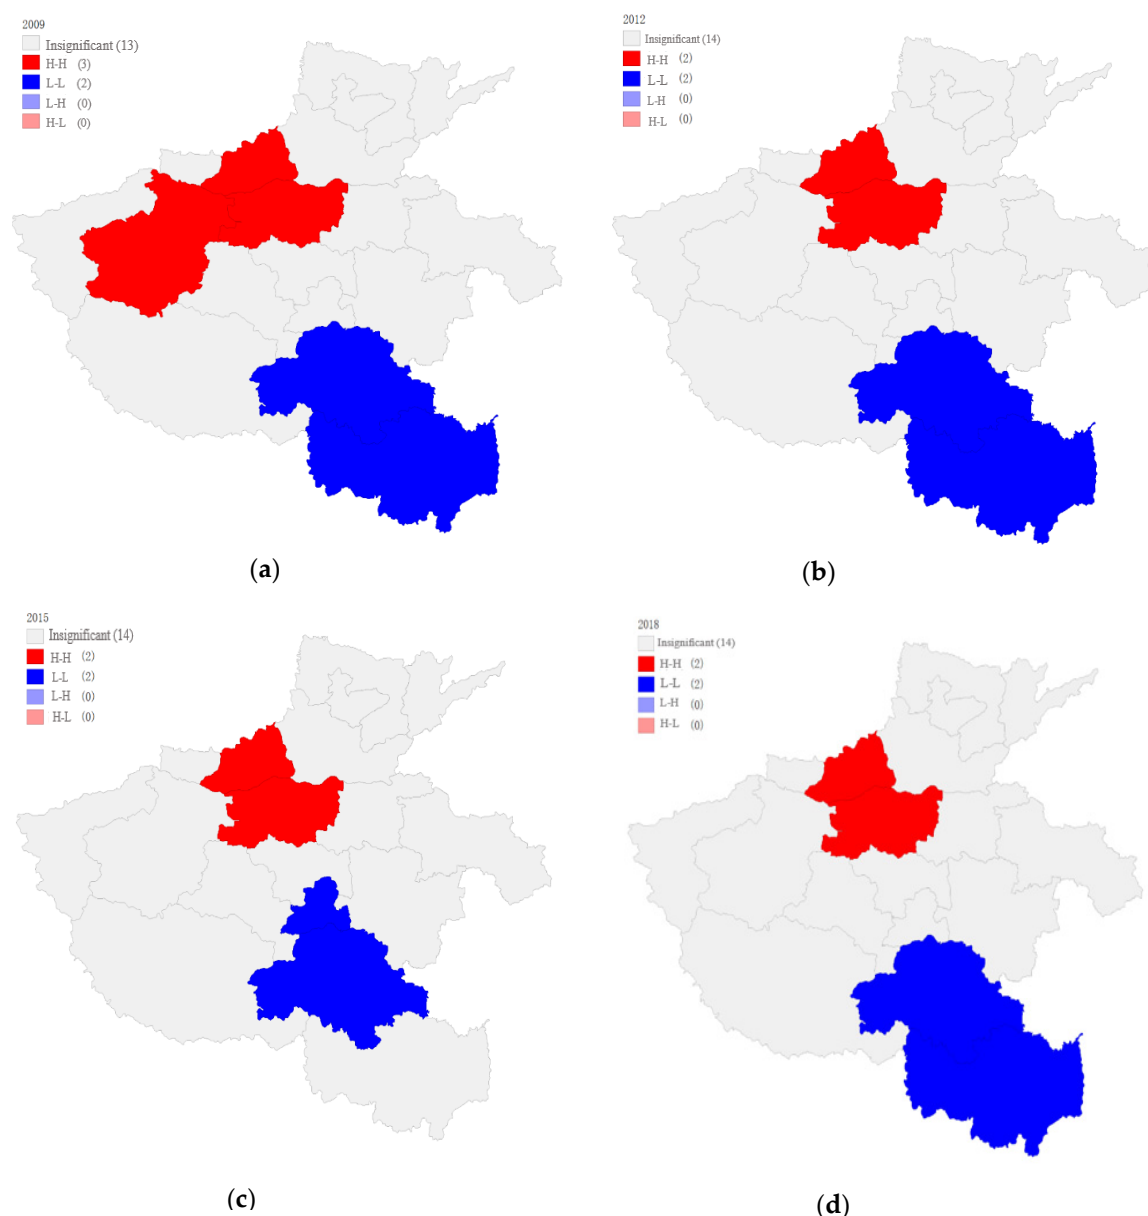 2009
Insignificant (13)
H-H (3)
L-L (2)
L-H (0)
H-L (0)
(a)
2012
Insignificant (14)
H-H (2)
L-L (2)
L-H (0)
H-L (0)
(b)
2015
Insignificant (14)
H-H (2)
L-L (2)
L-H (0)
H-L (0)
(c)
2018
Insignificant (14)
H-H (2)
L-L (2)
L-H (0)
H-L (0)
(d)